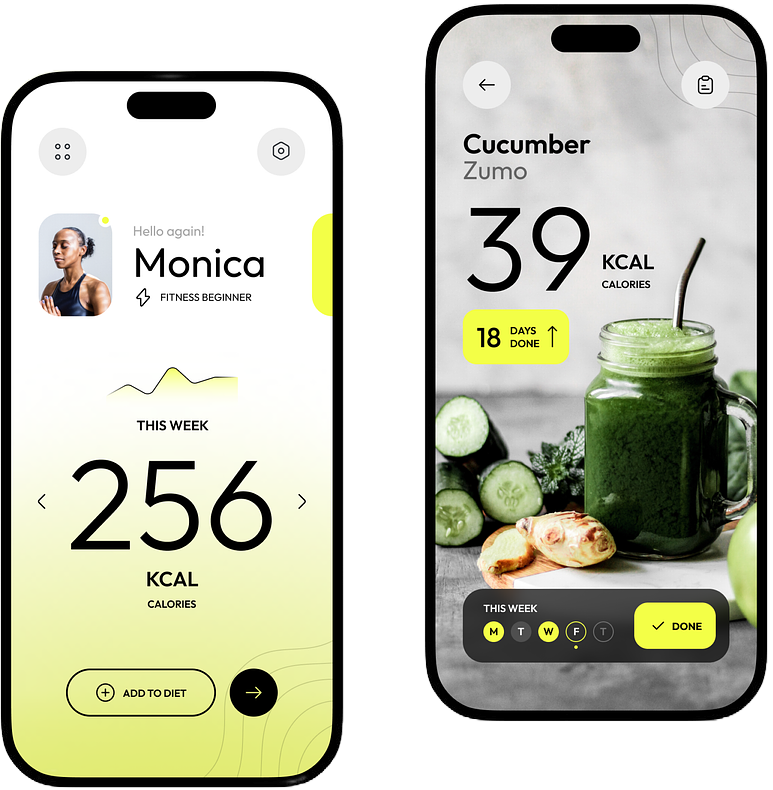 Hello again!
Monica
FITNESS BEGINNER
THIS WEEK
256
KCAL
CALORIES
ADD TO DIET
Cucumber
Zumo
39
KCAL
CALORIES
18 DAYS
DONE
THIS WEEK
M T W F T
DONE